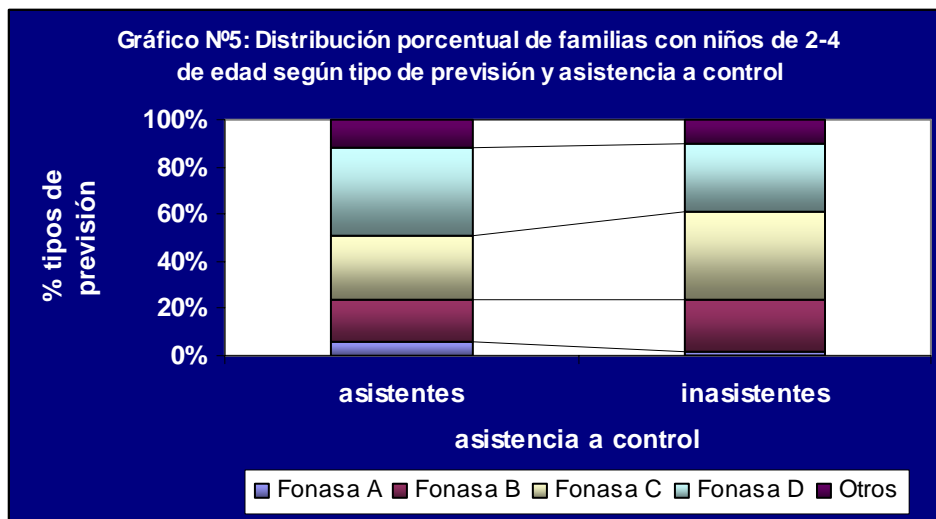 Gráfico Nº5: Distribución porcentual de familias con niños de 2-4
de edad según tipo de previsión y asistencia a control
100%
80%
60%
40%
20%
0%
% tipos de
previsión
asistentes
inasistentes
asistencia a control
Fonasa A
Fonasa B
Fonasa C
Fonasa D
Otros